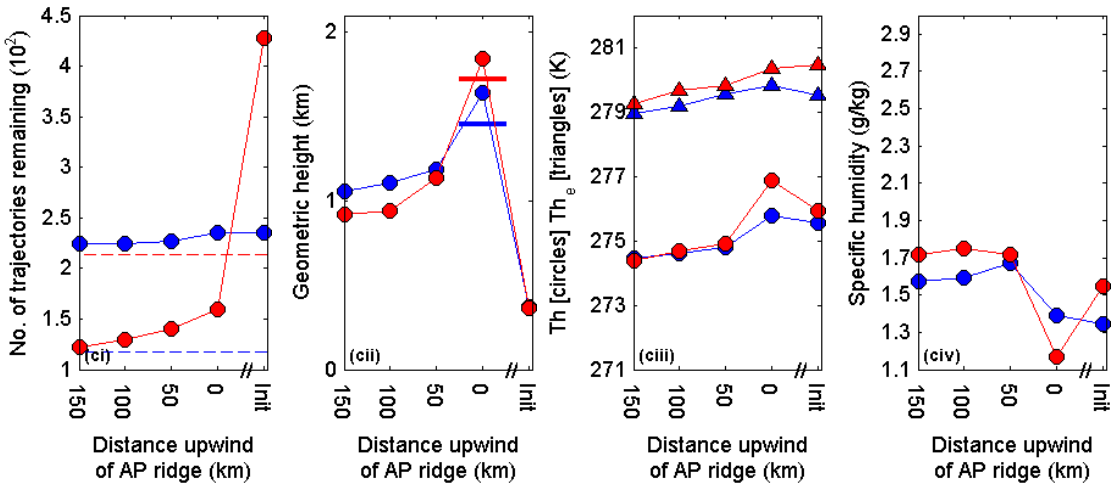 No. of trajectories remaining (10²)
4.5
4
3.5
3
2.5
2
1.5
1
(ci)
150
100
50
0
//
Init
Distance upwind
of AP ridge (km)
Geometric height (km)
2
1
0
(cii)
150
100
50
0
//
Init
Distance upwind
of AP ridge (km)
Th [circles] Th_e [triangles] (K)
281
279
277
275
273
271
(ciii)
150
100
50
0
//
Init
Distance upwind
of AP ridge (km)
Specific humidity (g/kg)
2.9
2.7
2.5
2.3
2.1
1.9
1.7
1.5
1.3
1.1
(civ)
150
100
50
0
//
Init
Distance upwind
of AP ridge (km)